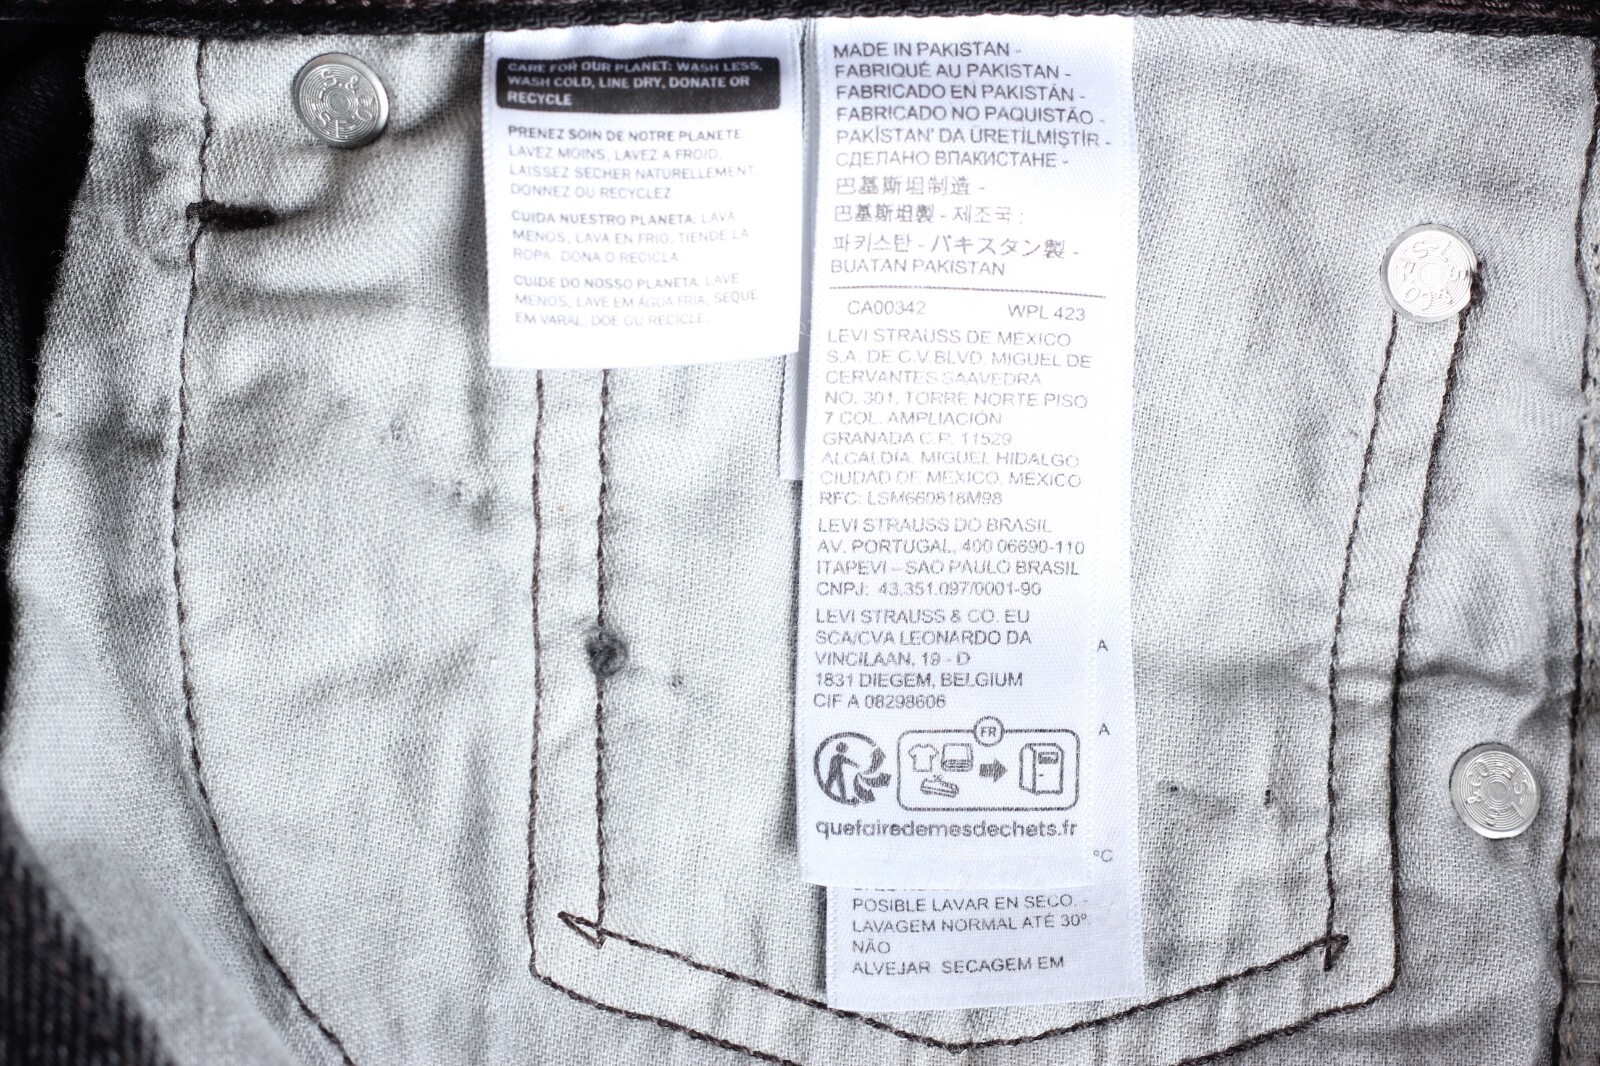 CARE FOR OUR PLANET: WASH LESS,
WASH COLD, LINE DRY, DONATE OR
RECYCLE
PRENEZ SOIN DE NOTRE PLANETE:
LAVEZ MOINS, LAVEZ A FROID,
LAISSEZ SECHER NATURELLEMENT,
DONNEZ OU RECYCLEZ
CUIDA NUESTRO PLANETA: LAVA
MENOS, LAVA EN FRIO, TIENDE LA
ROPA, DONA O RECICLA
CUIDE DO NOSSO PLANETA: LAVE
MENOS, LAVE EM ÁGUA FRIA, SEQUE
EM VARAL, DOE OU RECICLE.
MADE IN PAKISTAN -
FABRIQUÉ AU PAKISTAN -
FABRICADO EN PAKISTÁN -
FABRICADO NO PAQUISTÃO -
PAKİSTAN' DA ÜRETİLMİŞTİR -
СДЕЛАНО ВПАКИСТАНЕ -
巴基斯坦制造 -
巴基斯坦製 - 제조국 :
파키스탄 - パキスタン製 -
BUATAN PAKISTAN
CA00342 WPL 423
LEVI STRAUSS DE MÉXICO
S.A. DE C.V BLVD. MIGUEL DE
CERVANTES SAAVEDRA
NO. 301, TORRE NORTE PISO
7 COL. AMPLIACIÓN
GRANADA C.P. 11529
ALCALDÍA. MIGUEL HIDALGO
CIUDAD DE MEXICO, MÉXICO
RFC: LSM660818M98
LEVI STRAUSS DO BRASIL
AV. PORTUGAL, 400 06690-110
ITAPEVI - SAO PAULO BRASIL
CNPJ: 43.351.097/0001-90
LEVI STRAUSS & CO. EU
SCA/CVA LEONARDO DA
VINCILAAN, 19 - D
1831 DIEGEM, BELGIUM
CIF A 08298606
A
A
FR
quefairedemesdechets.fr
°C
POSIBLE LAVAR EN SECO. -
LAVAGEM NORMAL ATÉ 30º.
NÃO
ALVEJAR SECAGEM EM